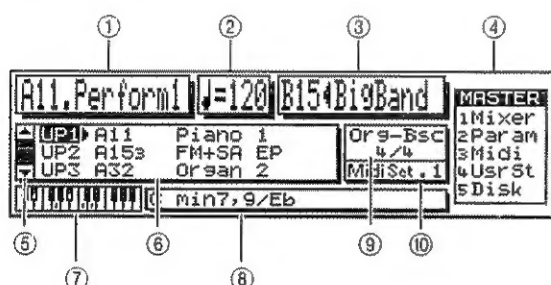 ① ② ③ ④
A11.Perform1 ♩=120 B15◀BigBand
MASTER
1Mixer
2Param
3Midi
4UsrSt
5Disk
UP1▶ A11 Piano 1
UP2 A153 FM+SA EP
UP3 A32 Organ 2
Org-Bsc
4/4
MidiSet.1
C min7,9/Eb
⑤ ⑥ ⑨ ⑩
⑦ ⑧